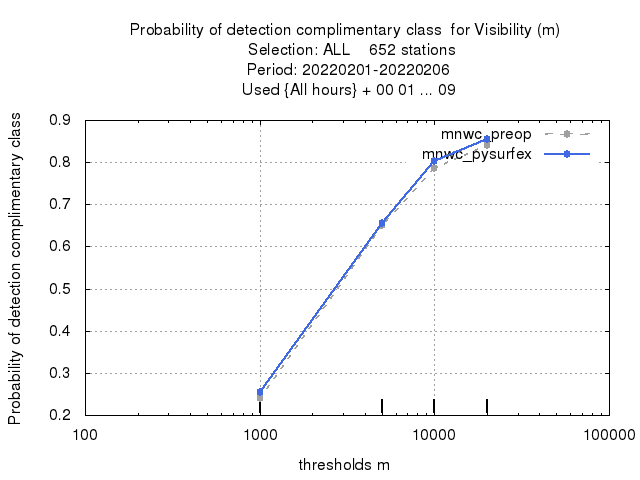 Probability of detection complimentary class  for Visibility (m)
Selection: ALL    652 stations
Period: 20220201-20220206
Used {All hours} + 00 01 ... 09
Probability of detection complimentary class
0.9
0.8
0.7
0.6
0.5
0.4
0.3
0.2
mnwc_preop
mnwc_pysurfex
100
1000
10000
100000
thresholds m